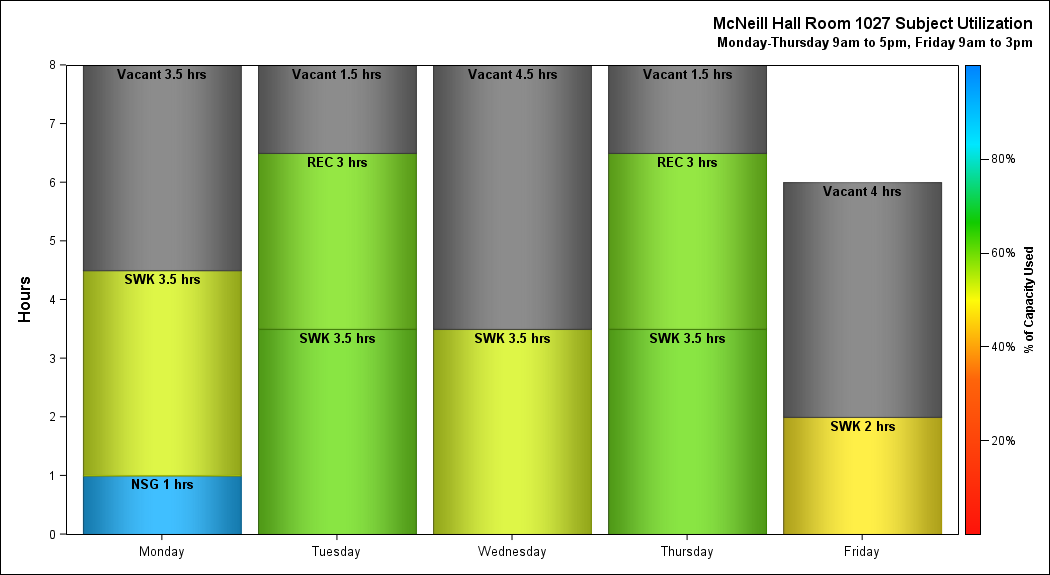 McNeill Hall Room 1027 Subject Utilization
Monday-Thursday 9am to 5pm, Friday 9am to 3pm
Hours
8
7
6
5
4
3
2
1
0
Vacant 3.5 hrs
SWK 3.5 hrs
NSG 1 hrs
Vacant 1.5 hrs
REC 3 hrs
SWK 3.5 hrs
Vacant 4.5 hrs
SWK 3.5 hrs
Vacant 1.5 hrs
REC 3 hrs
SWK 3.5 hrs
Vacant 4 hrs
SWK 2 hrs
Monday
Tuesday
Wednesday
Thursday
Friday
80%
60%
40%
20%
% of Capacity Used